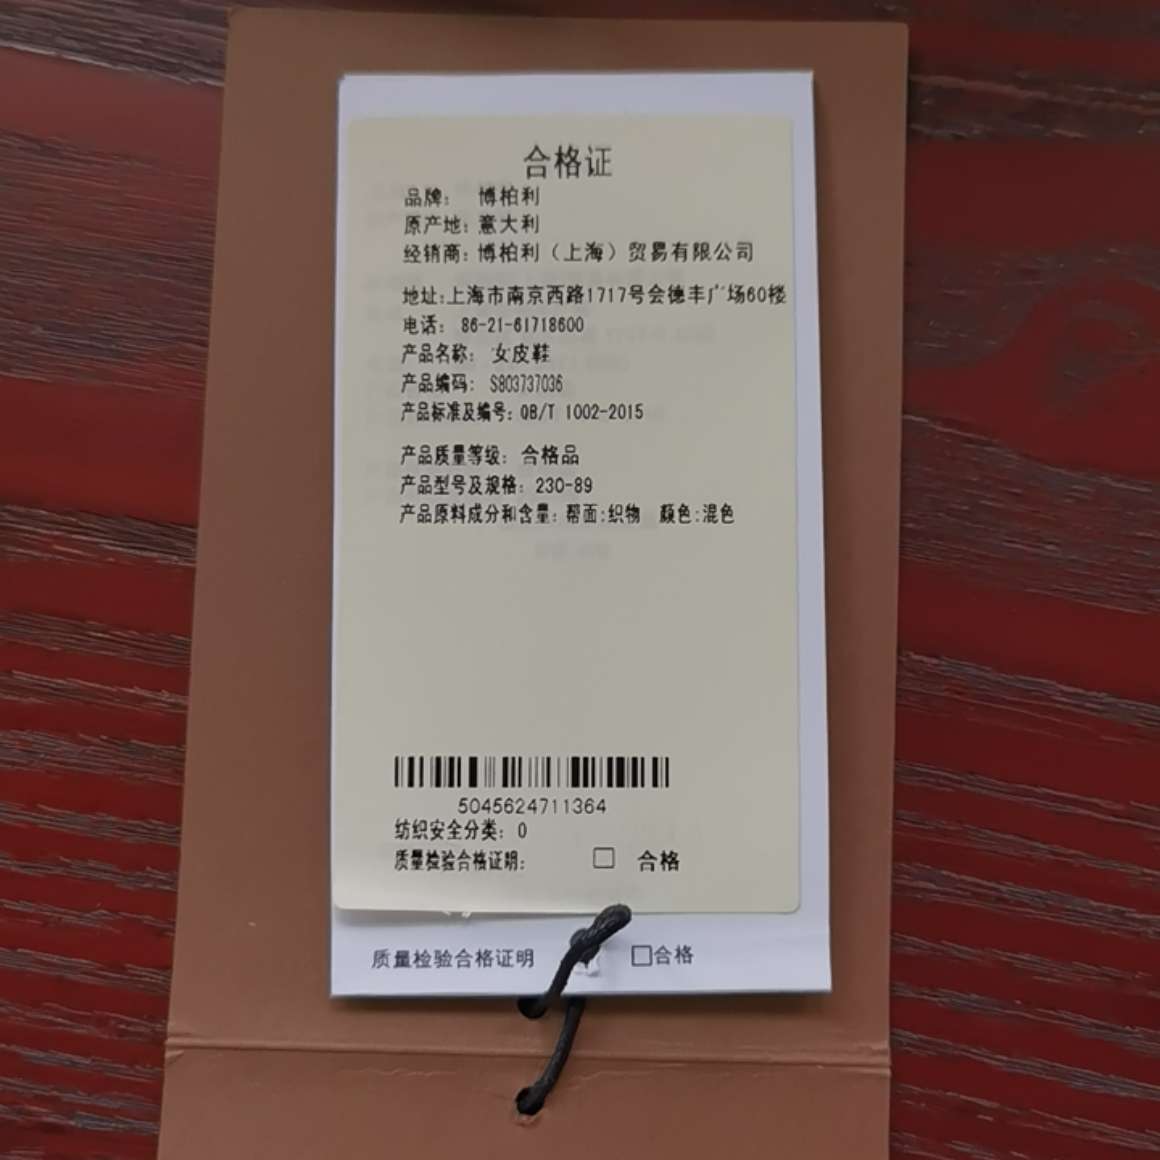 合格证
品牌： 博柏利
原产地：意大利
经销商：博柏利（上海）贸易有限公司
地址:上海市南京西路1717号会德丰广场60楼
电话： 86-21-61718600
产品名称： 女皮鞋
产品编码： S803737036
产品标准及编号：QB/T 1002-2015
产品质量等级：合格品
产品型号及规格：230-89
产品原料成分和含量：帮面:织物 颜色:混色
5045624711364
纺织安全分类：0
质量检验合格证明： □ 合格
质量检验合格证明 □合格